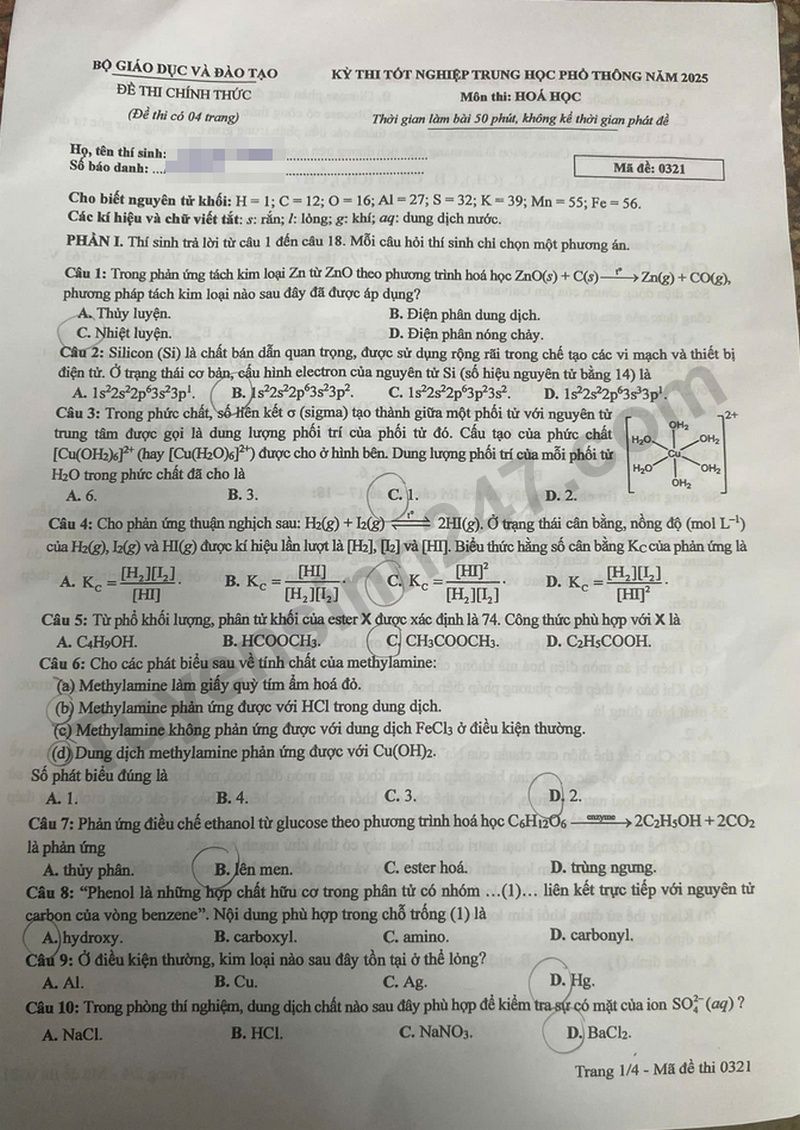 BỘ GIÁO DỤC VÀ ĐÀO TẠO
ĐỀ THI CHÍNH THỨC
(Đề thi có 04 trang)
KỲ THI TỐT NGHIỆP TRUNG HỌC PHỔ THÔNG NĂM 2025
Môn thi: HOÁ HỌC
Thời gian làm bài 50 phút, không kể thời gian phát đề
Họ, tên thí sinh:
Số báo danh:
Mã đề: 0321
Cho biết nguyên tử khối: H = 1; C = 12; O = 16; Al = 27; S = 32; K = 39; Mn = 55; Fe = 56.
Các kí hiệu và chữ viết tắt: s: rắn; l: lỏng; g: khí; aq: dung dịch nước.
PHẦN I. Thí sinh trả lời từ câu 1 đến câu 18. Mỗi câu hỏi thí sinh chỉ chọn một phương án.
Câu 1: Trong phản ứng tách kim loại Zn từ ZnO theo phương trình hoá học ZnO(s) + C(s) —t°→ Zn(g) + CO(g),
phương pháp tách kim loại nào sau đây đã được áp dụng?
A. Thủy luyện. B. Điện phân dung dịch.
C. Nhiệt luyện. D. Điện phân nóng chảy.
Câu 2: Silicon (Si) là chất bán dẫn quan trọng, được sử dụng rộng rãi trong chế tạo các vi mạch và thiết bị
điện tử. Ở trạng thái cơ bản, cấu hình electron của nguyên tử Si (số hiệu nguyên tử bằng 14) là
A. 1s²2s²2p⁶3s²3p¹. B. 1s²2s²2p⁶3s²3p². C. 1s²2s²2p⁶3p²3s². D. 1s²2s²2p⁶3s³3p¹.
Câu 3: Trong phức chất, số liên kết σ (sigma) tạo thành giữa một phối tử với nguyên tử
trung tâm được gọi là dung lượng phối trí của phối tử đó. Cấu tạo của phức chất
[Cu(OH₂)₆]²⁺ (hay [Cu(H₂O)₆]²⁺) được cho ở hình bên. Dung lượng phối trí của mỗi phối tử
H₂O trong phức chất đã cho là
OH₂ 2+
H₂O OH₂
Cu
H₂O OH₂
OH₂
A. 6. B. 3. C. 1. D. 2.
Câu 4: Cho phản ứng thuận nghịch sau: H₂(g) + I₂(g) ⇌ t° 2HI(g). Ở trạng thái cân bằng, nồng độ (mol L⁻¹)
của H₂(g), I₂(g) và HI(g) được kí hiệu lần lượt là [H₂], [I₂] và [HI]. Biểu thức hằng số cân bằng K_C của phản ứng là
A. K_C = [H₂][I₂] / [HI]. B. K_C = [HI] / [H₂][I₂]. C. K_C = [HI]² / [H₂][I₂]. D. K_C = [H₂][I₂] / [HI]².
Câu 5: Từ phổ khối lượng, phân tử khối của ester X được xác định là 74. Công thức phù hợp với X là
A. C₄H₉OH. B. HCOOCH₃. C. CH₃COOCH₃. D. C₂H₅COOH.
Câu 6: Cho các phát biểu sau về tính chất của methylamine:
(a) Methylamine làm giấy quỳ tím ẩm hoá đỏ.
(b) Methylamine phản ứng được với HCl trong dung dịch.
(c) Methylamine không phản ứng được với dung dịch FeCl₃ ở điều kiện thường.
(d) Dung dịch methylamine phản ứng được với Cu(OH)₂.
Số phát biểu đúng là
A. 1. B. 4. C. 3. D. 2.
Câu 7: Phản ứng điều chế ethanol từ glucose theo phương trình hoá học C₆H₁₂O₆ —enzyme→ 2C₂H₅OH + 2CO₂
là phản ứng
A. thủy phân. B. lên men. C. ester hoá. D. trùng ngưng.
Câu 8: “Phenol là những hợp chất hữu cơ trong phân tử có nhóm …(1)… liên kết trực tiếp với nguyên tử
carbon của vòng benzene”. Nội dung phù hợp trong chỗ trống (1) là
A. hydroxy. B. carboxyl. C. amino. D. carbonyl.
Câu 9: Ở điều kiện thường, kim loại nào sau đây tồn tại ở thể lỏng?
A. Al. B. Cu. C. Ag. D. Hg.
Câu 10: Trong phòng thí nghiệm, dung dịch chất nào sau đây phù hợp để kiểm tra sự có mặt của ion SO₄²⁻(aq) ?
A. NaCl. B. HCl. C. NaNO₃. D. BaCl₂.
Trang 1/4 - Mã đề thi 0321